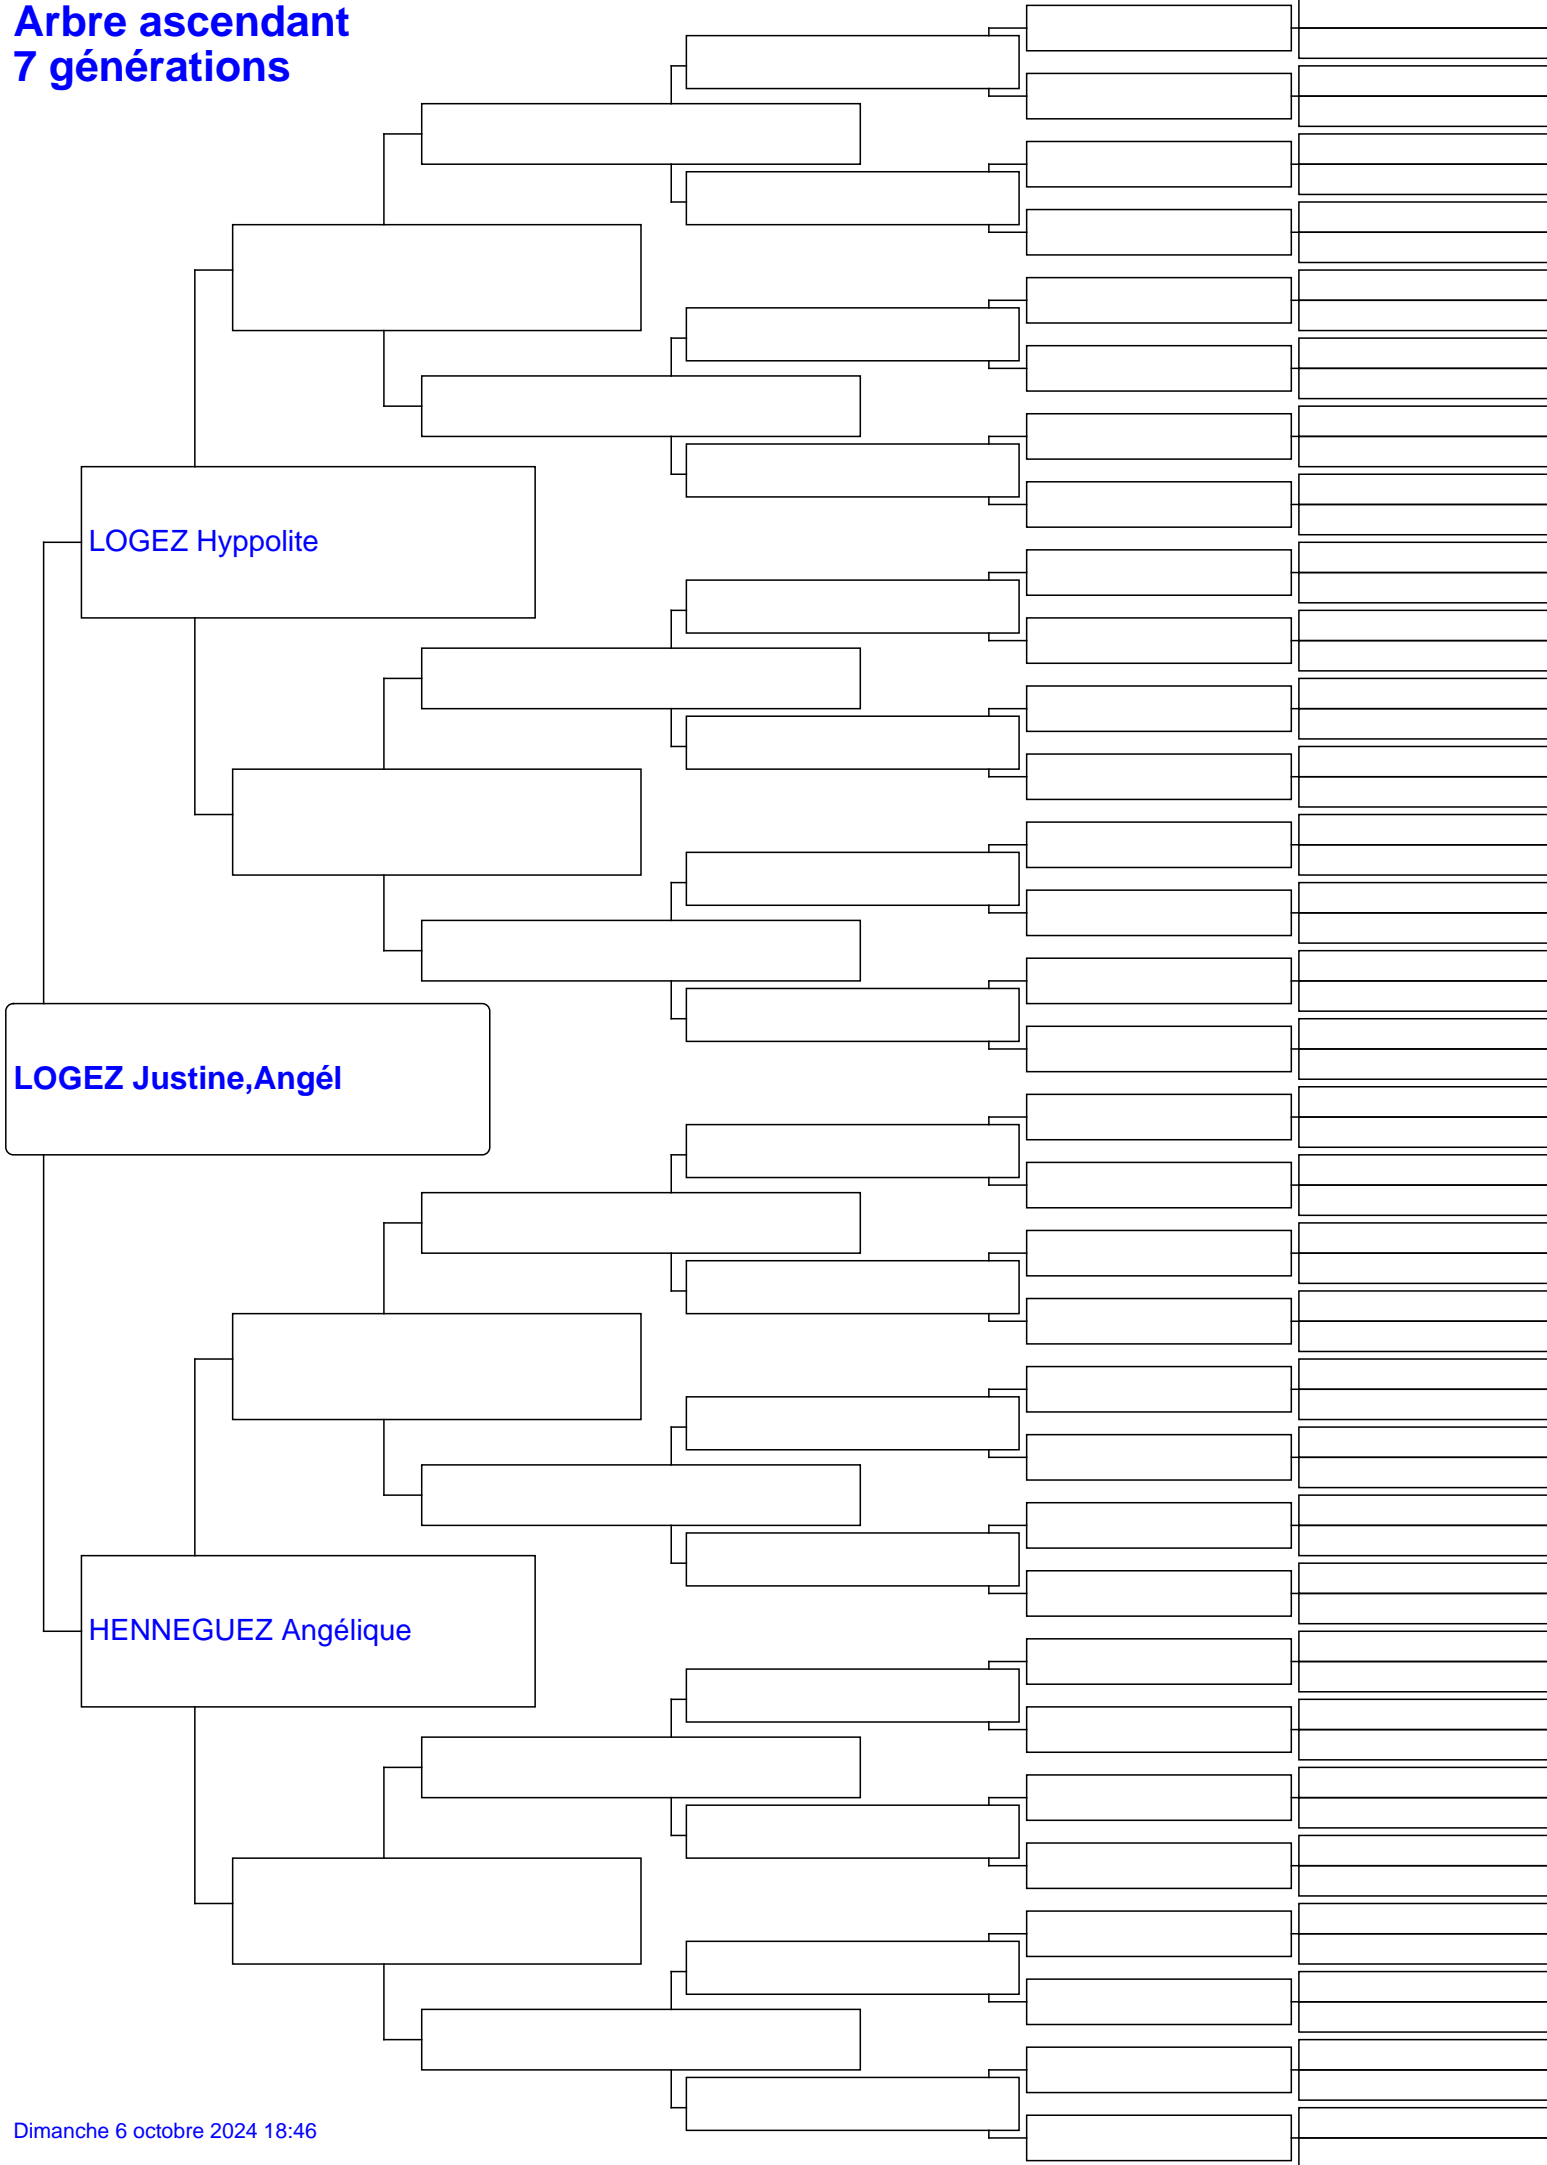 Arbre ascendant
7 générations
LOGEZ Hyppolite
LOGEZ Justine,Angél
HENNEGUEZ Angélique
Dimanche 6 octobre 2024 18:46